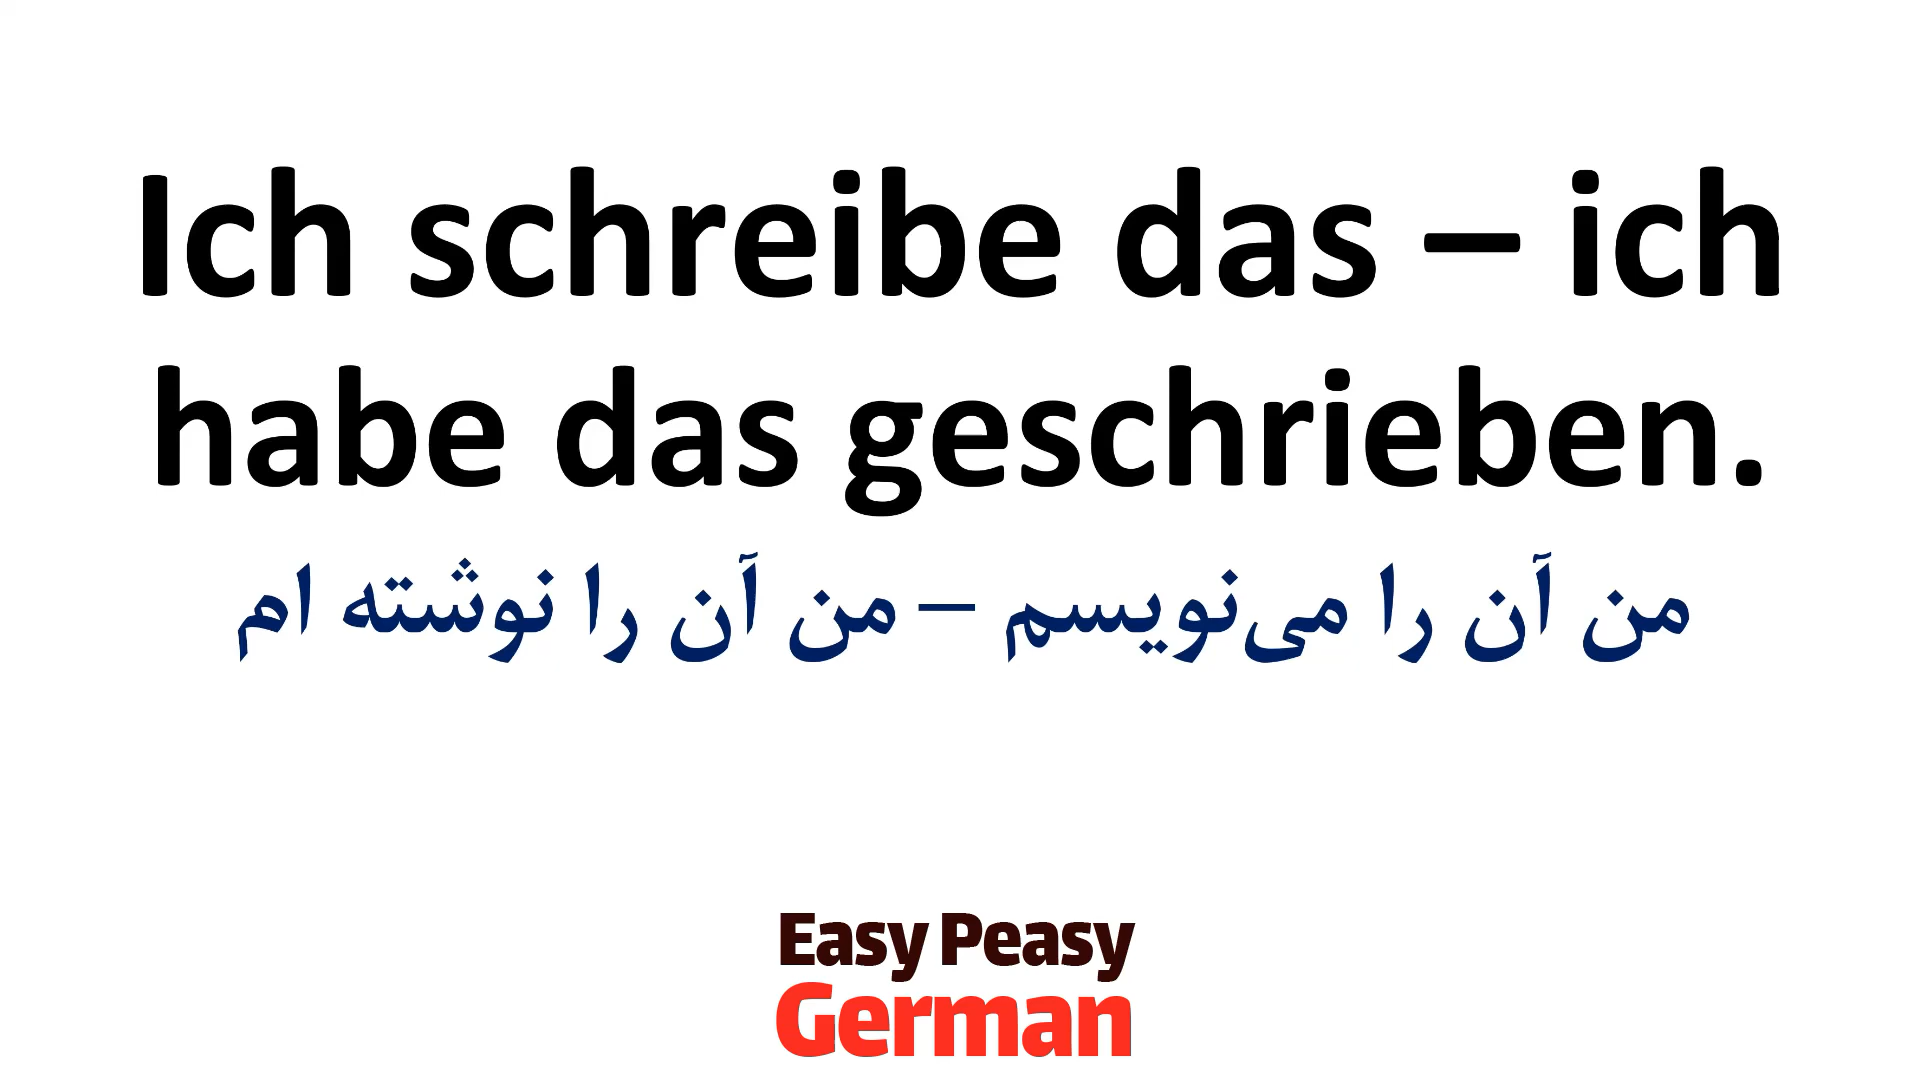 Ich schreibe das – ich
habe das geschrieben.
من آن را می‌نویسم – من آن را نوشته ام
Easy Peasy
German